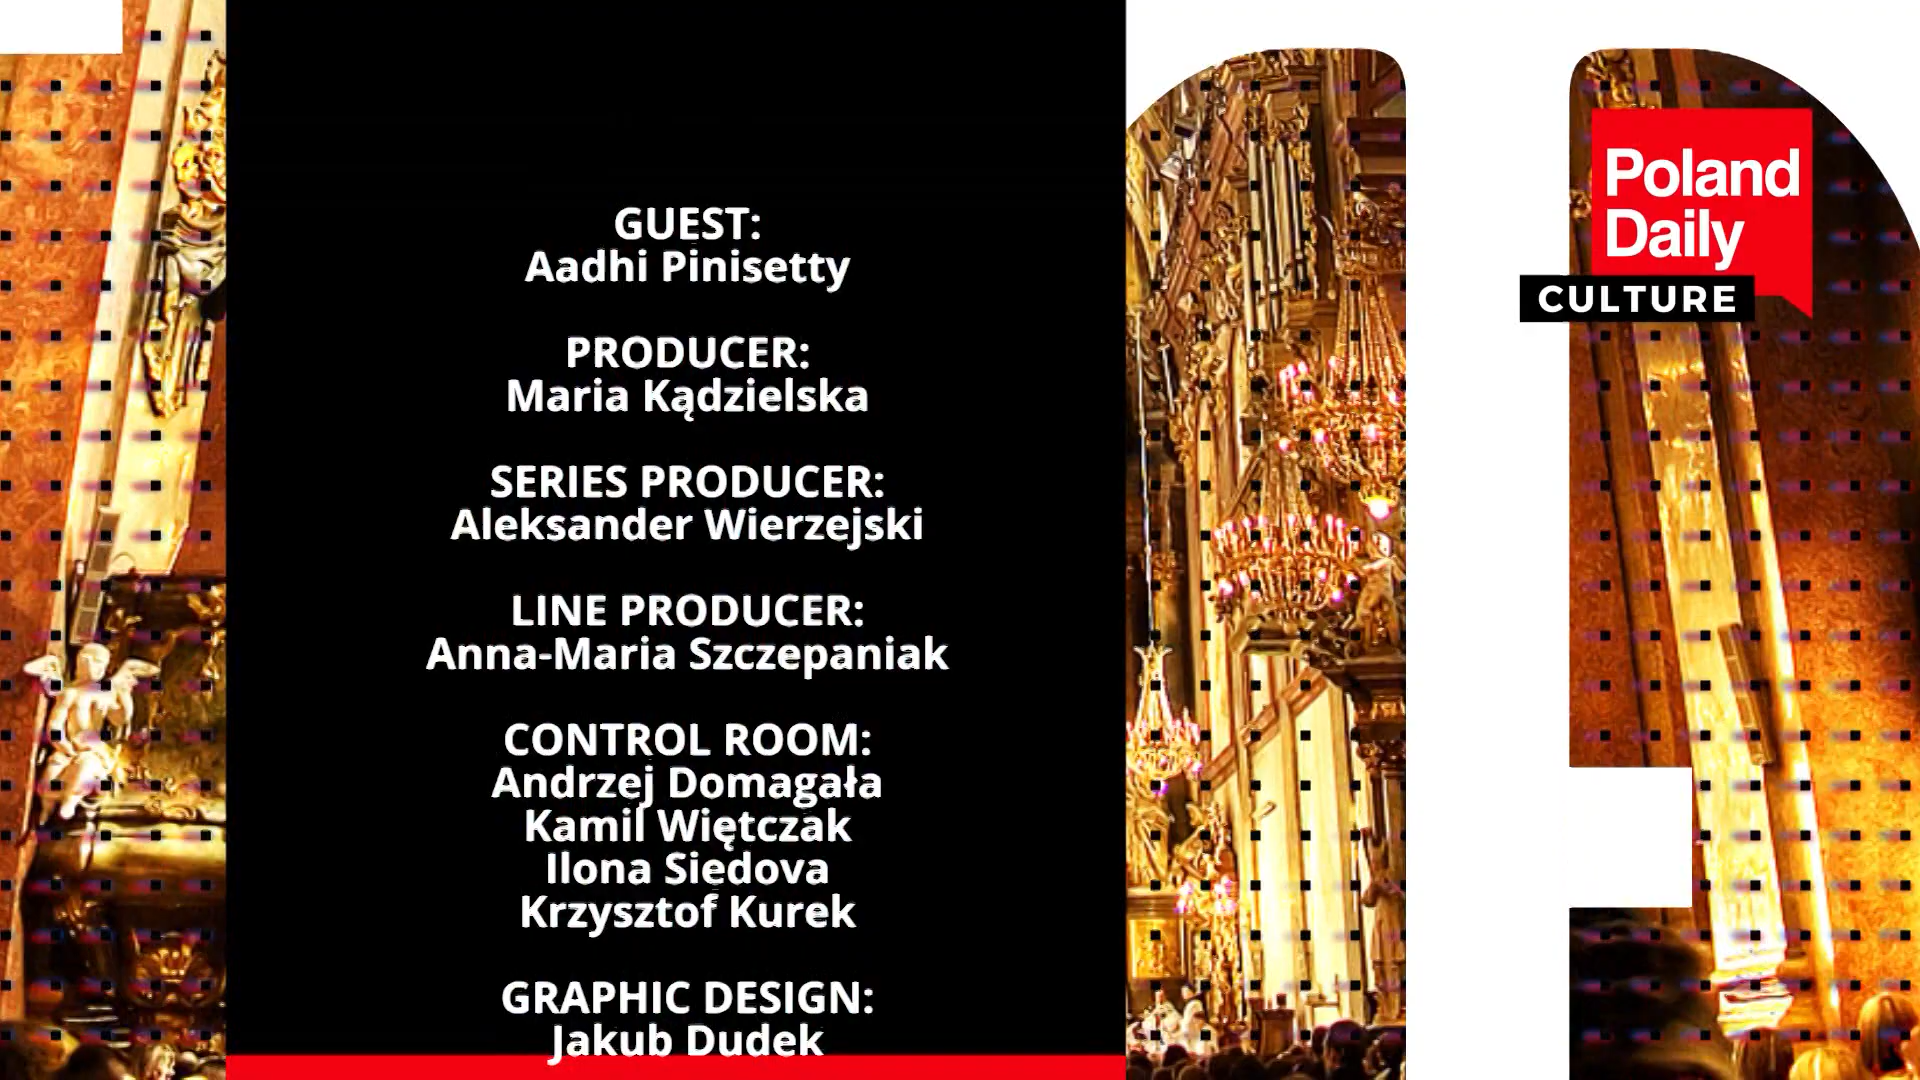 GUEST:
Aadhi Pinisetty
PRODUCER:
Maria Kądzielska
SERIES PRODUCER:
Aleksander Wierzejski
LINE PRODUCER:
Anna-Maria Szczepaniak
CONTROL ROOM:
Andrzej Domagała
Kamil Więtczak
Ilona Siedova
Krzysztof Kurek
GRAPHIC DESIGN:
Jakub Dudek
Poland
Daily
CULTURE